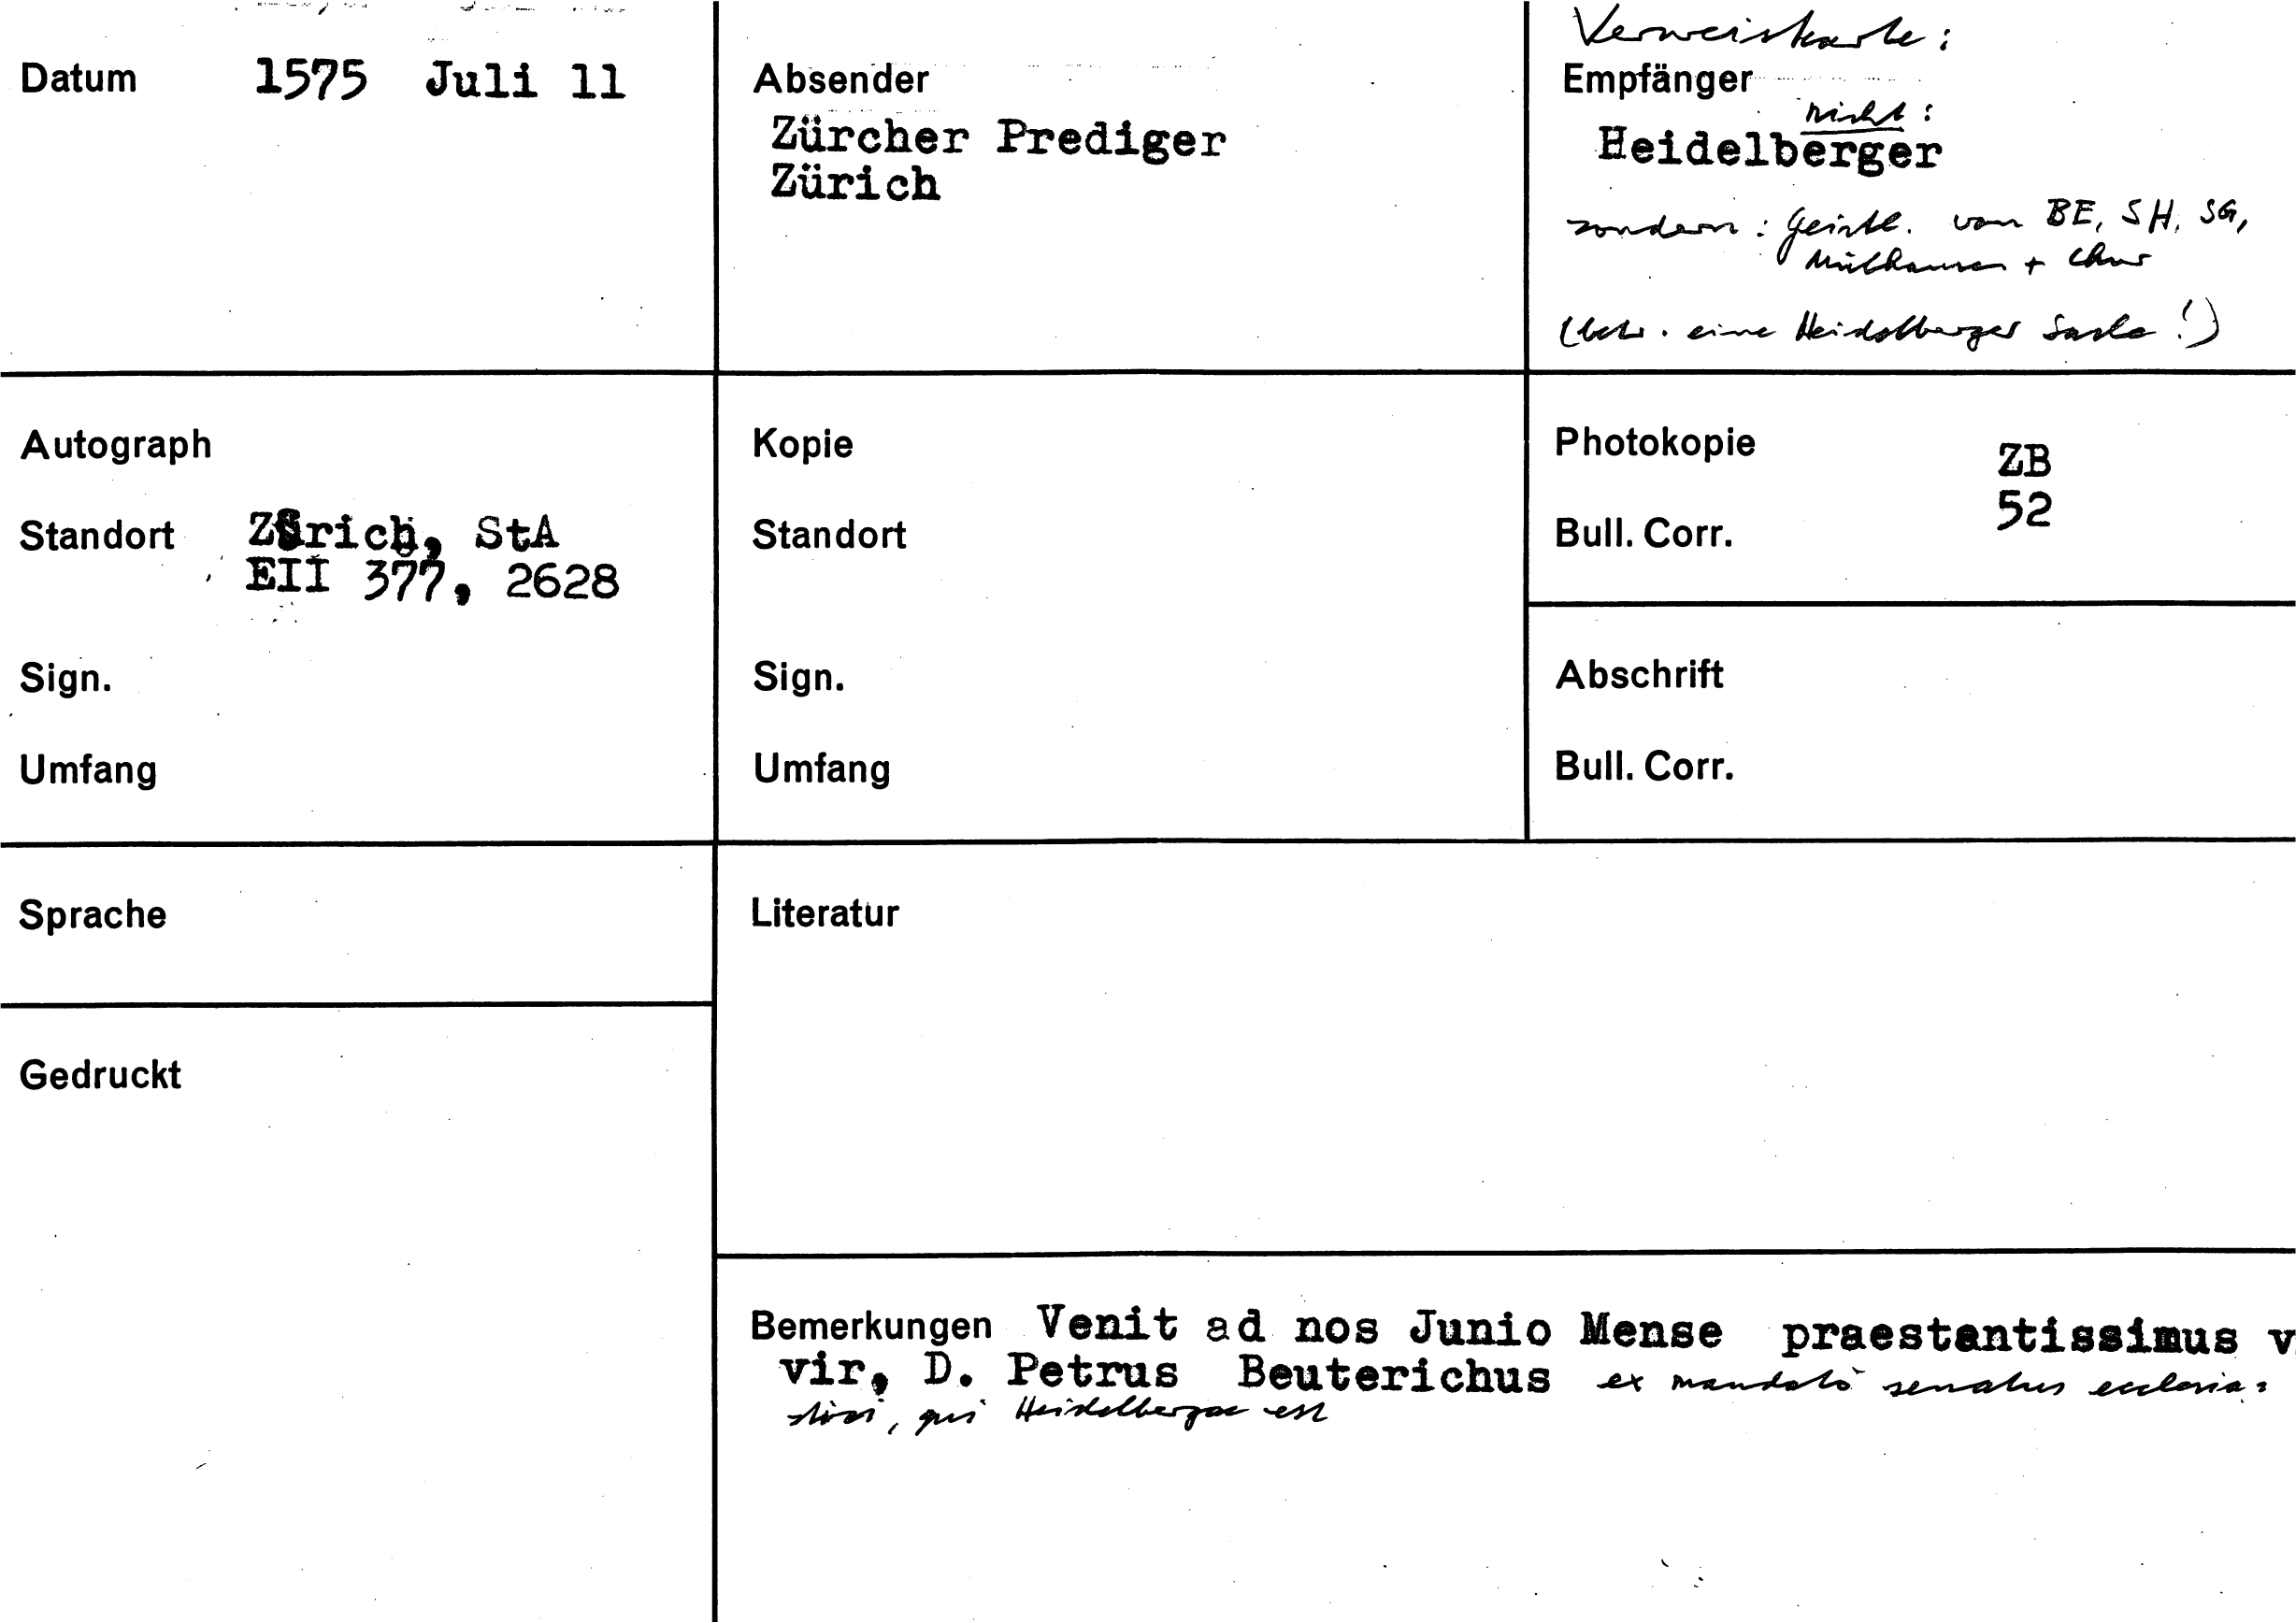 Datum 1575 Juli 11
Absender
Zürcher Prediger
Zürich
Verweiskarte:
Empfänger
nicht:
Heidelberger
sondern: Geistl. von BE, SH, SG,
Mülhausen + Chur
(betr. eine Heidelberger Sache!)
Autograph
Standort Zürich, StA
EII 377, 2628
Sign.
Umfang
Kopie
Standort
Sign.
Umfang
Photokopie ZB
Bull. Corr. 52
Abschrift
Bull. Corr.
Sprache
Gedruckt
Literatur
Bemerkungen Venit ad nos Junio Mense praestantissimus v
vir, D. Petrus Beuterichus ex mandato senatus ecclesia=
stici, qui Heidelbergae est